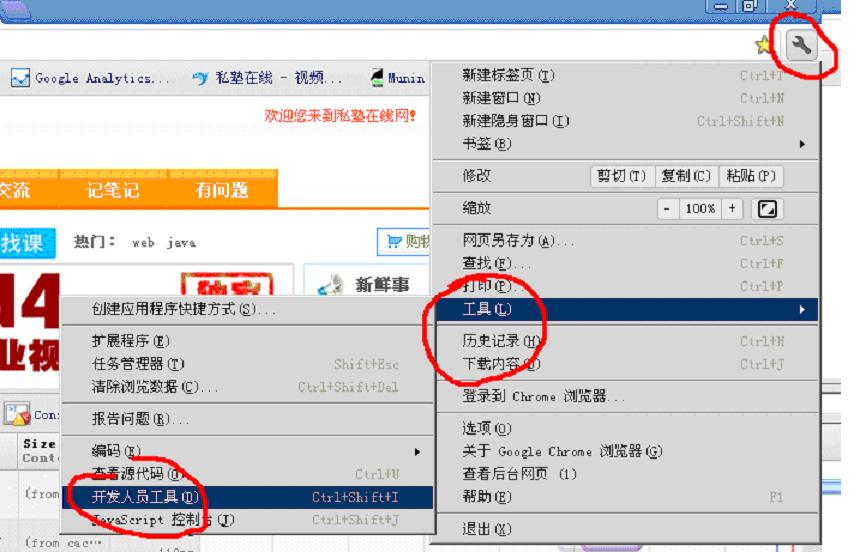 Google Analytics... 私塾在线 - 视频... Munin
欢迎您来到私塾在线网!
交流 记笔记 有问题
找课 热门： web java 购物
新鲜事
新建标签页(T) Ctrl+T
新建窗口(N) Ctrl+N
新建隐身窗口(I) Ctrl+Shift+N
书签(B)
修改 剪切(T) 复制(C) 粘贴(P)
缩放 - 100% +
网页另存为(A)... Ctrl+S
查找(F)... Ctrl+F
打印(P)... Ctrl+P
工具(L)
历史记录(H) Ctrl+H
下载内容(D) Ctrl+J
登录到 Chrome 浏览器...
选项(O)
关于 Google Chrome 浏览器(G)
查看后台网页 (1)
帮助(E) F1
退出(X)
14
业视
创建应用程序快捷方式(S)...
扩展程序(E)
任务管理器(T) Shift+Esc
清除浏览数据(C)... Ctrl+Shift+Del
报告问题(R)...
编码(E)
查看源代码(O) Ctrl+U
开发人员工具(D) Ctrl+Shift+I
JavaScript 控制台(J) Ctrl+Shift+J
Con
Size
Conte
(from
(from cac